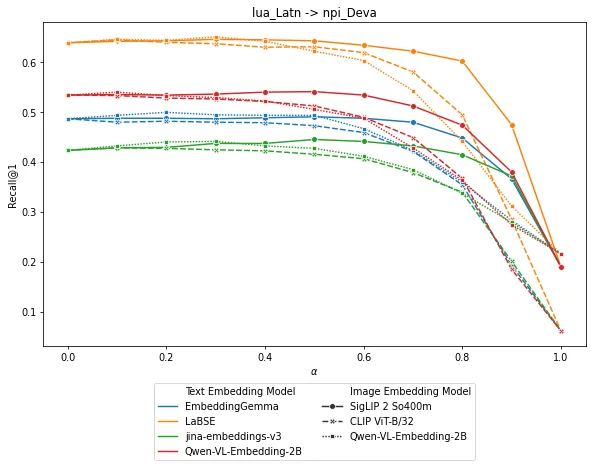 lua_Latn -> npi_Deva
Recall@1
0.6
0.5
0.4
0.3
0.2
0.1
0.0 0.2 0.4 0.6 0.8 1.0
α
Text Embedding Model
EmbeddingGemma
LaBSE
jina-embeddings-v3
Qwen-VL-Embedding-2B
Image Embedding Model
SigLIP 2 So400m
CLIP ViT-B/32
Qwen-VL-Embedding-2B